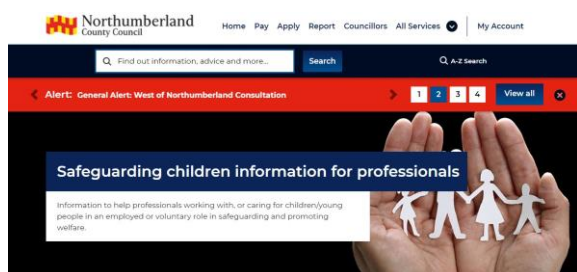 Northumberland
County Council
Home Pay Apply Report Councillors All Services My Account
Find out information, advice and more... Search A-Z Search
Alert: General Alert: West of Northumberland Consultation 1 2 3 4 View all
Safeguarding children information for professionals
Information to help professionals working with, or caring for children/young
people in an employed or voluntary role in safeguarding and promoting
welfare.